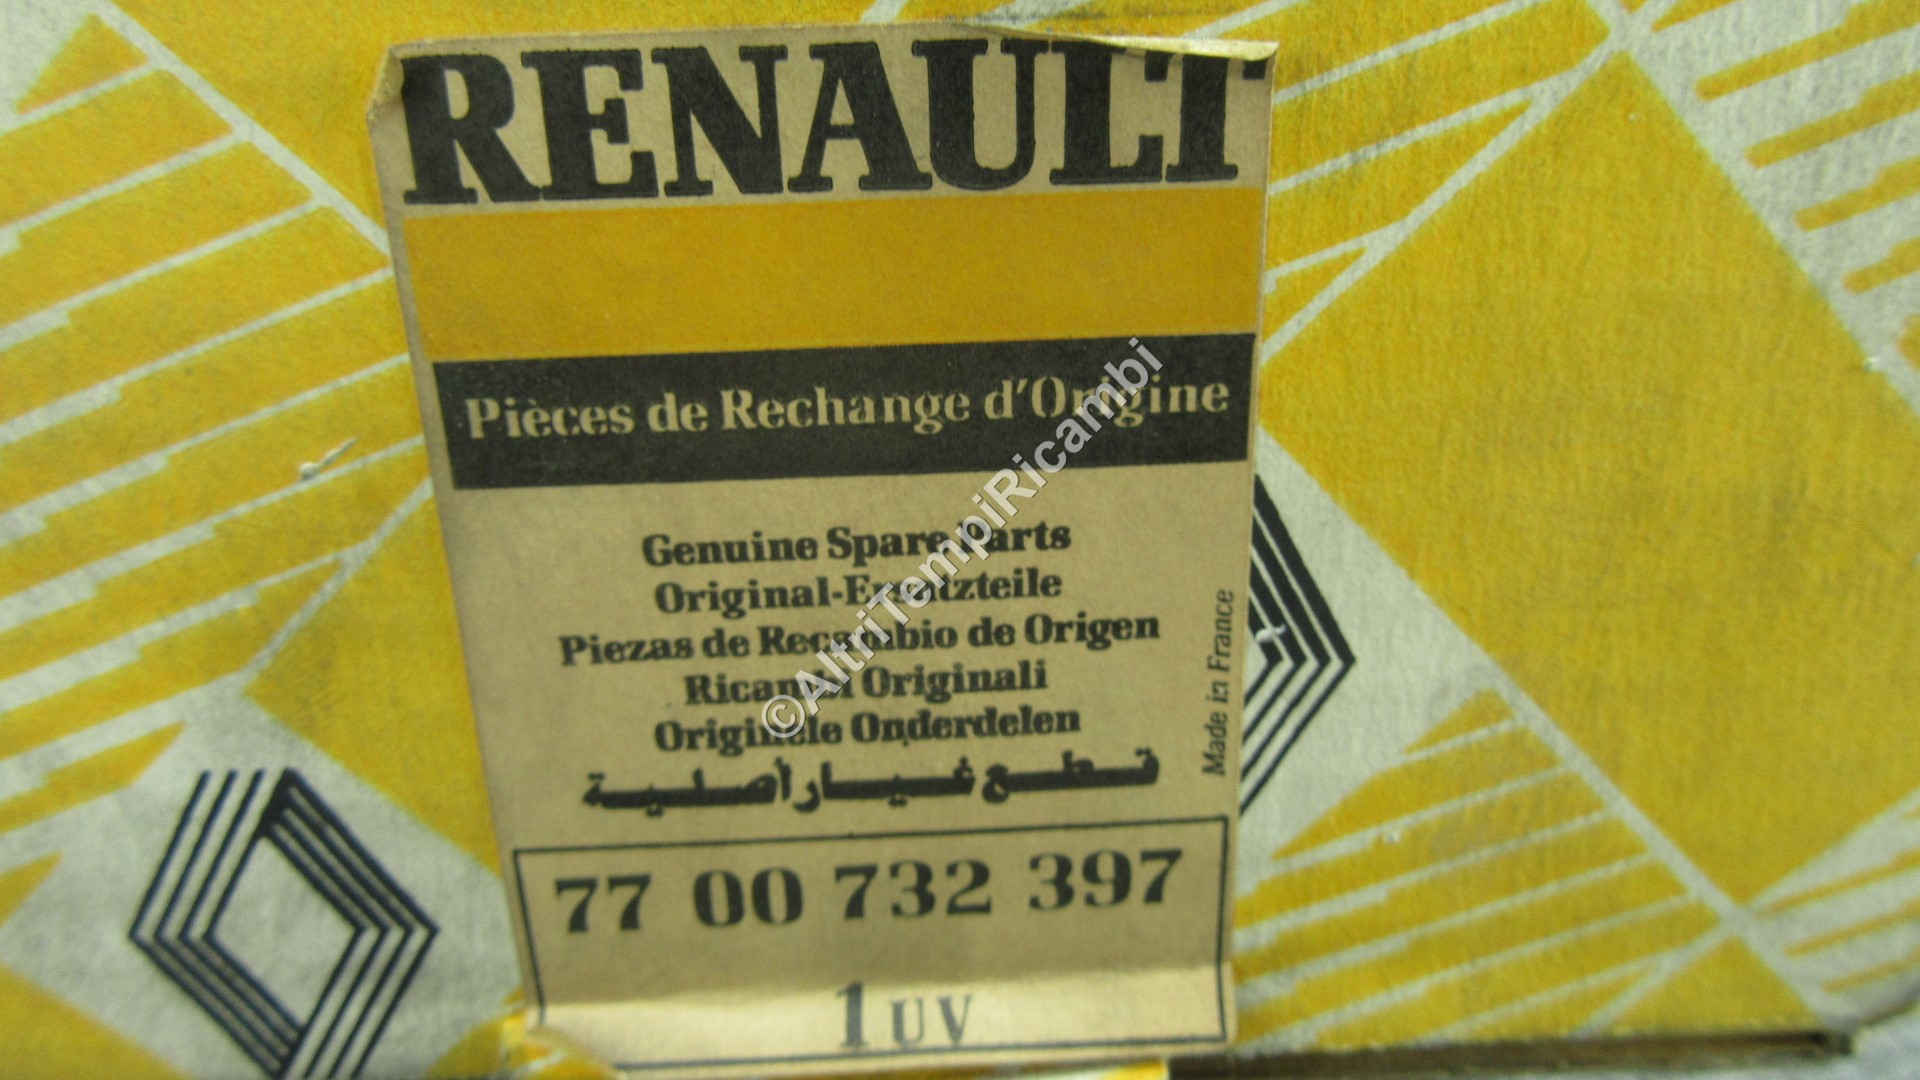 RENAULT
Pièces de Rechange d'Origine
Genuine Spare Parts
Original-Ersatzteile
Piezas de Recambio de Origen
Ricambi Originali
Originele Onderdelen
قطع غيار أصلية
Made in France
77 00 732 397
1 UV
©AltriTempiRicambi